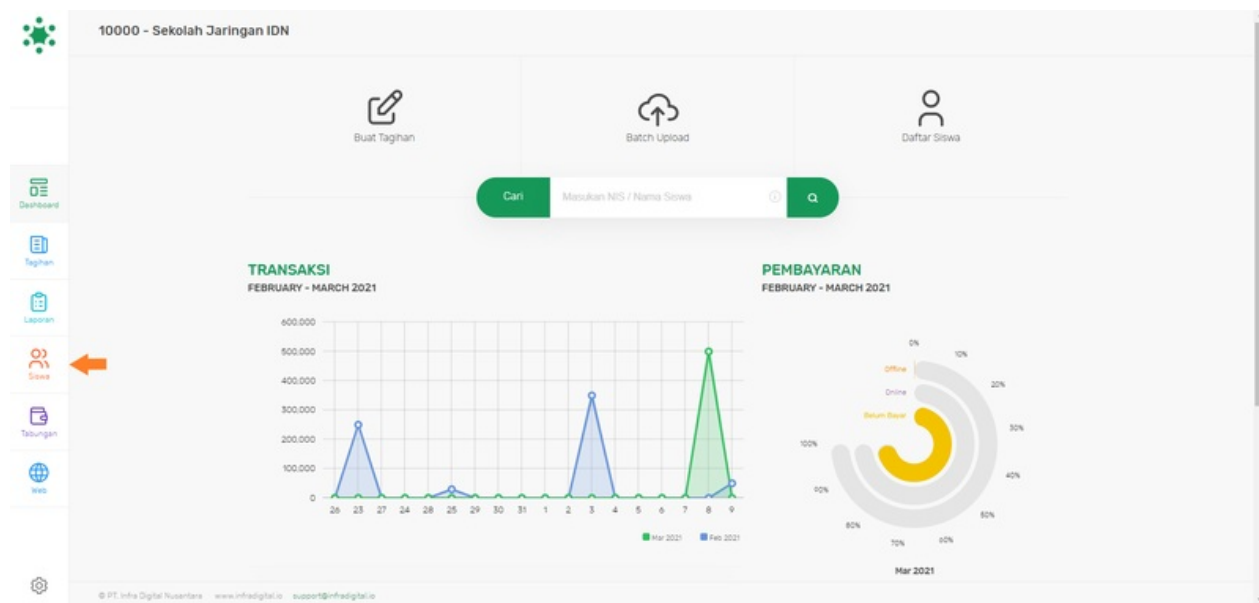 10000 - Sekolah Jaringan IDN
Buat Tagihan
Batch Upload
Daftar Siswa
Cari
Masukan NIS / Nama Siswa
Dashboard
Tagihan
Laporan
Siswa
Tabungan
Web
TRANSAKSI
FEBRUARY - MARCH 2021
600,000
500,000
400,000
300,000
200,000
100,000
0
26 23 27 24 28 25 29 30 31 1 2 3 4 5 6 7 8 9
Mar 2021 Feb 2021
PEMBAYARAN
FEBRUARY - MARCH 2021
Offline
Online
Belum Bayar
0%
10%
20%
30%
40%
50%
60%
70%
80%
90%
100%
Mar 2021
© PT. Infra Digital Nusantara www.infradigital.io support@infradigital.io